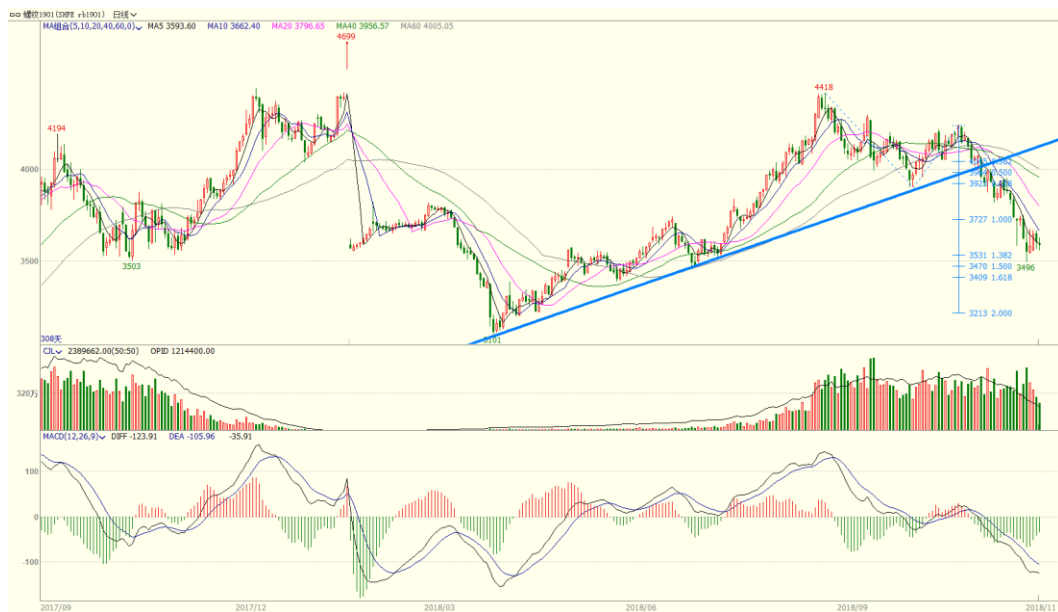 螺纹1901(SHFE rb1901) 日线
MA组合(5,10,20,40,60,0) MA5 3593.60 MA10 3662.40 MA20 3796.65 MA40 3956.57 MA60 4005.05
4699
4418
4194
4000
3727 1.000
3503
3500
3531 1.382
3470 1.500
3496
3409 1.618
3213 2.000
308天
CJL 2389662.00(50:50) OPID 1214400.00
320万
MACD(12,26,9) DIFF -123.91 DEA -105.96 -35.91
100
0
-100
2017/09 2017/12 2018/03 2018/06 2018/09 2018/11